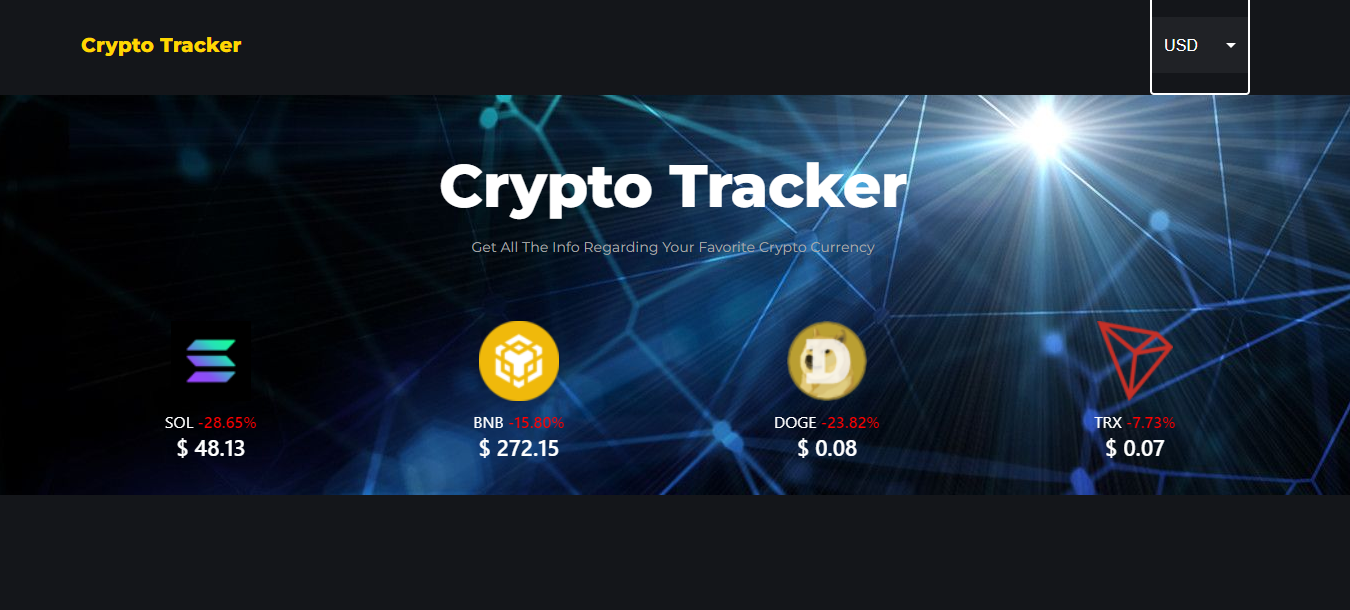 Crypto Tracker
USD
Crypto Tracker
Get All The Info Regarding Your Favorite Crypto Currency
SOL -28.65%
$ 48.13
BNB -15.80%
$ 272.15
DOGE -23.82%
$ 0.08
TRX -7.73%
$ 0.07